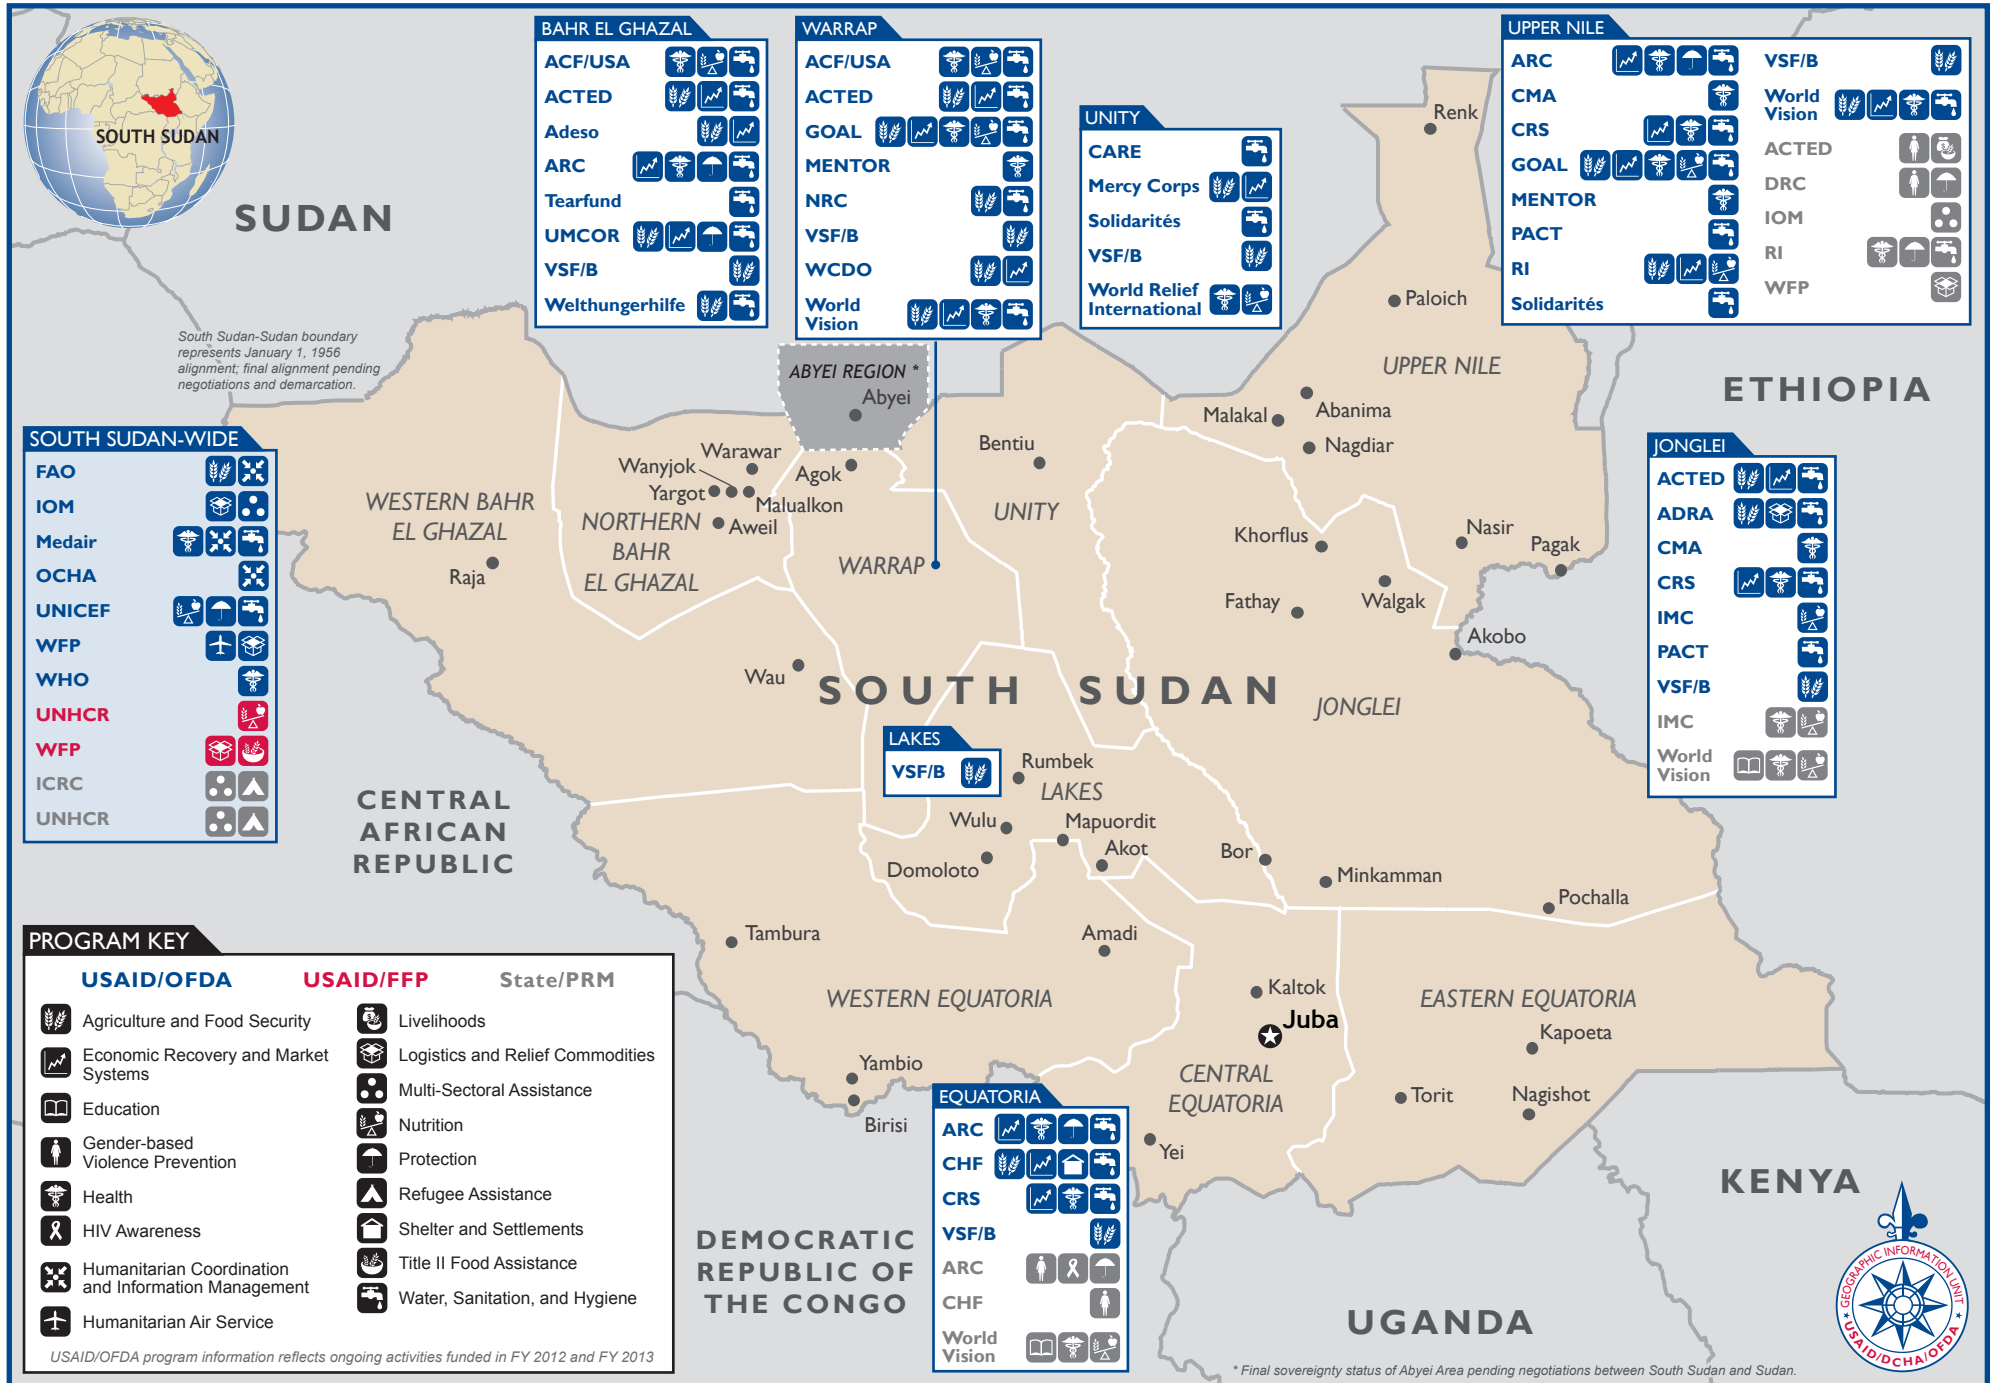 SOUTH SUDAN
SUDAN
South Sudan-Sudan boundary
represents January 1, 1956
alignment; final alignment pending
negotiations and demarcation.
BAHR EL GHAZAL
ACF/USA
ACTED
Adeso
ARC
Tearfund
UMCOR
VSF/B
Welthungerhilfe
WARRAP
ACF/USA
ACTED
GOAL
MENTOR
NRC
VSF/B
WCDO
World
Vision
UNITY
CARE
Mercy Corps
Solidarités
VSF/B
World Relief
International
UPPER NILE
ARC
CMA
CRS
GOAL
MENTOR
PACT
RI
Solidarités
VSF/B
World
Vision
ACTED
DRC
IOM
RI
WFP
SOUTH SUDAN-WIDE
FAO
IOM
Medair
OCHA
UNICEF
WFP
WHO
UNHCR
WFP
ICRC
UNHCR
JONGLEI
ACTED
ADRA
CMA
CRS
IMC
PACT
VSF/B
IMC
World
Vision
LAKES
VSF/B
EQUATORIA
ARC
CHF
CRS
VSF/B
ARC
CHF
World
Vision
Renk
Paloich
UPPER NILE
ETHIOPIA
ABYEI REGION *
Abyei
Malakal
Abanima
Nagdiar
Bentiu
Warawar
Wanyjok
Agok
Yargot
Malualkon
Aweil
WESTERN BAHR
EL GHAZAL
NORTHERN
BAHR
EL GHAZAL
Raja
WARRAP
UNITY
Khorflus
Nasir
Pagak
Fathay
Walgak
Akobo
Wau
SOUTH SUDAN
JONGLEI
Rumbek
LAKES
Wulu
Mapuordit
Akot
Domoloto
Bor
Minkamman
Pochalla
CENTRAL
AFRICAN
REPUBLIC
Tambura
Amadi
WESTERN EQUATORIA
Kaltok
Juba
EASTERN EQUATORIA
Kapoeta
Yambio
Birisi
CENTRAL
EQUATORIA
Torit
Nagishot
Yei
KENYA
DEMOCRATIC
REPUBLIC OF
THE CONGO
UGANDA
PROGRAM KEY
USAID/OFDA
USAID/FFP
State/PRM
Agriculture and Food Security
Economic Recovery and Market
Systems
Education
Gender-based
Violence Prevention
Health
HIV Awareness
Humanitarian Coordination
and Information Management
Humanitarian Air Service
Livelihoods
Logistics and Relief Commodities
Multi-Sectoral Assistance
Nutrition
Protection
Refugee Assistance
Shelter and Settlements
Title II Food Assistance
Water, Sanitation, and Hygiene
USAID/OFDA program information reflects ongoing activities funded in FY 2012 and FY 2013
GEOGRAPHIC INFORMATION UNIT
* USAID/DCHA/OFDA *
* Final sovereignty status of Abyei Area pending negotiations between South Sudan and Sudan.